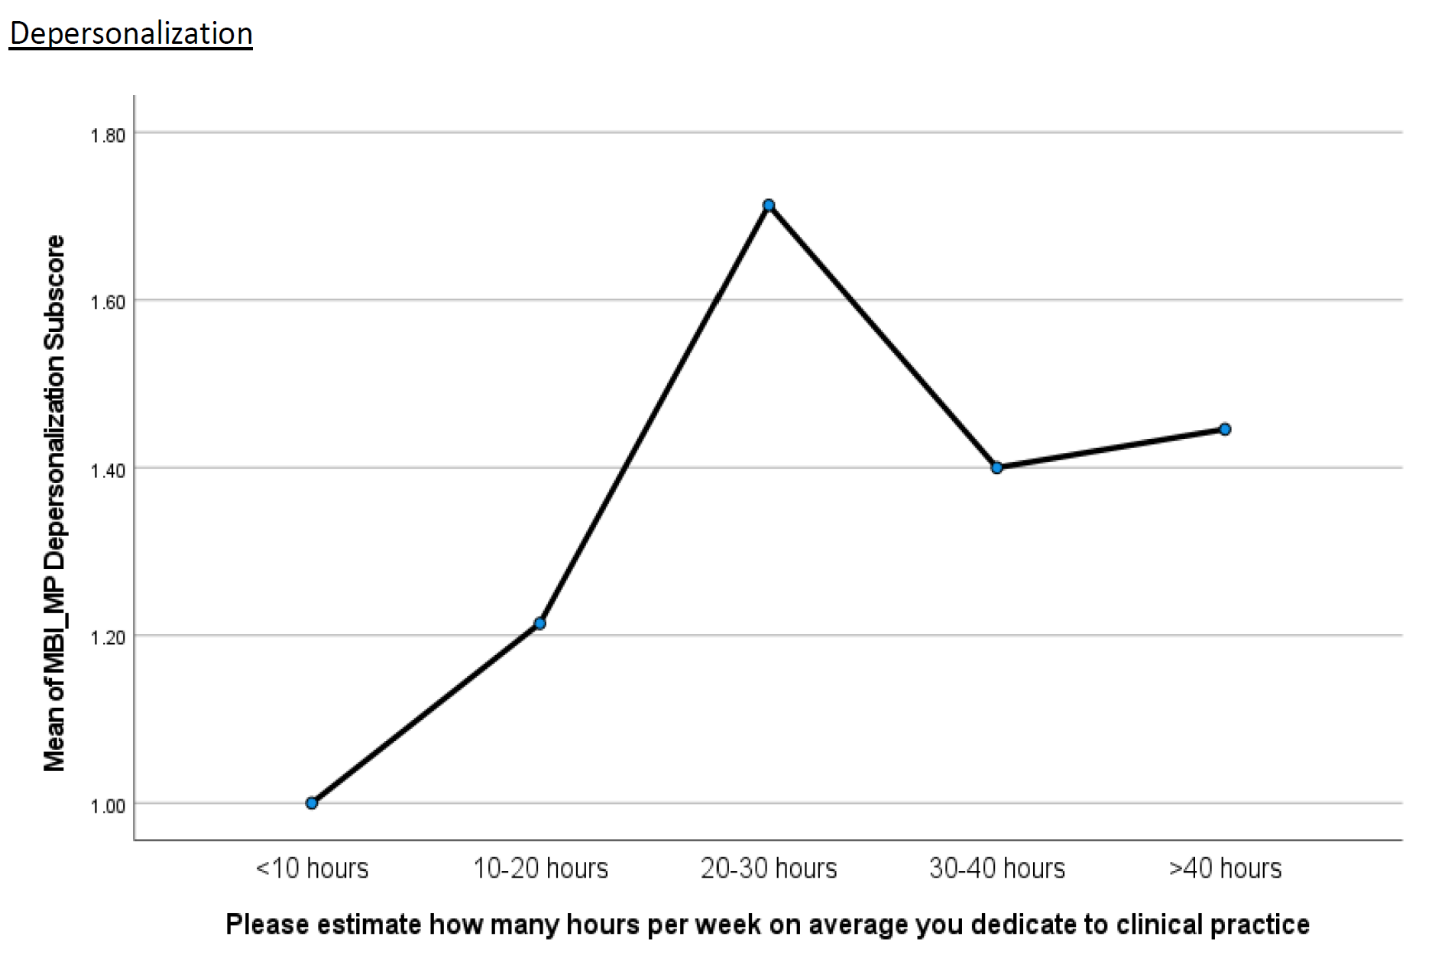 Depersonalization
Mean of MBI_MP Depersonalization Subscore
1.80
1.60
1.40
1.20
1.00
<10 hours
10-20 hours
20-30 hours
30-40 hours
>40 hours
Please estimate how many hours per week on average you dedicate to clinical practice